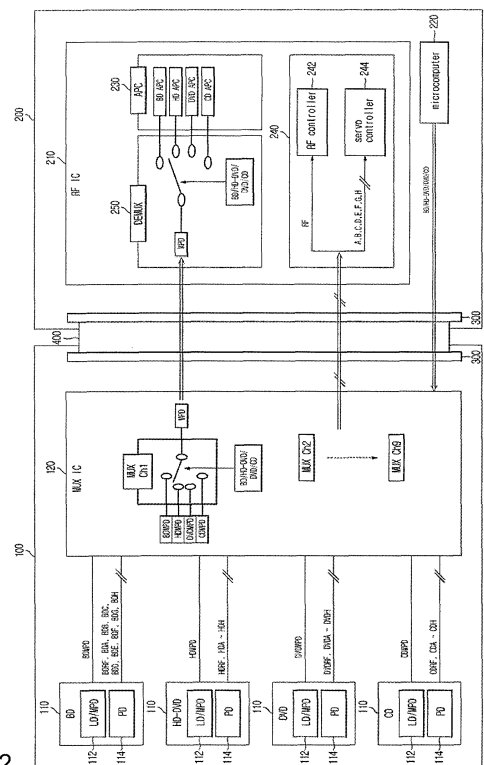 200
210
RF IC
250
DEMUX
MPD
BD/HD-DVD/
DVD/CD
230
APC
BD APC
HD APC
DVD APC
CD APC
240
RF
A,B,C,D,E,F,G,H
242
RF controller
244
servo
controller
220
microcomputer
BD/HD-DVD/DVD/CD
400
300
300
100
120
MUX IC
MUX
Ch1
MPD
BDMPD
HDMPD
DVDMPD
CDMPD
BD/HD-DVD/
DVD/CD
MUX Ch2
MUX Ch9
BDMPD
BDRF, BDA, BDB, BDC,
BDD, BDE, BDF, BDG, BDH
HDMPD
HDRF, HDA ~ HDH
DVDMPD
DVDRF, DVDA ~ DVDH
CDMPD
CDRF, CDA ~ CDH
110
BD
LD/MPD
PD
112
114
110
HD-DVD
LD/MPD
PD
112
114
110
DVD
LD/MPD
PD
112
114
110
CD
LD/MPD
PD
112
114
2